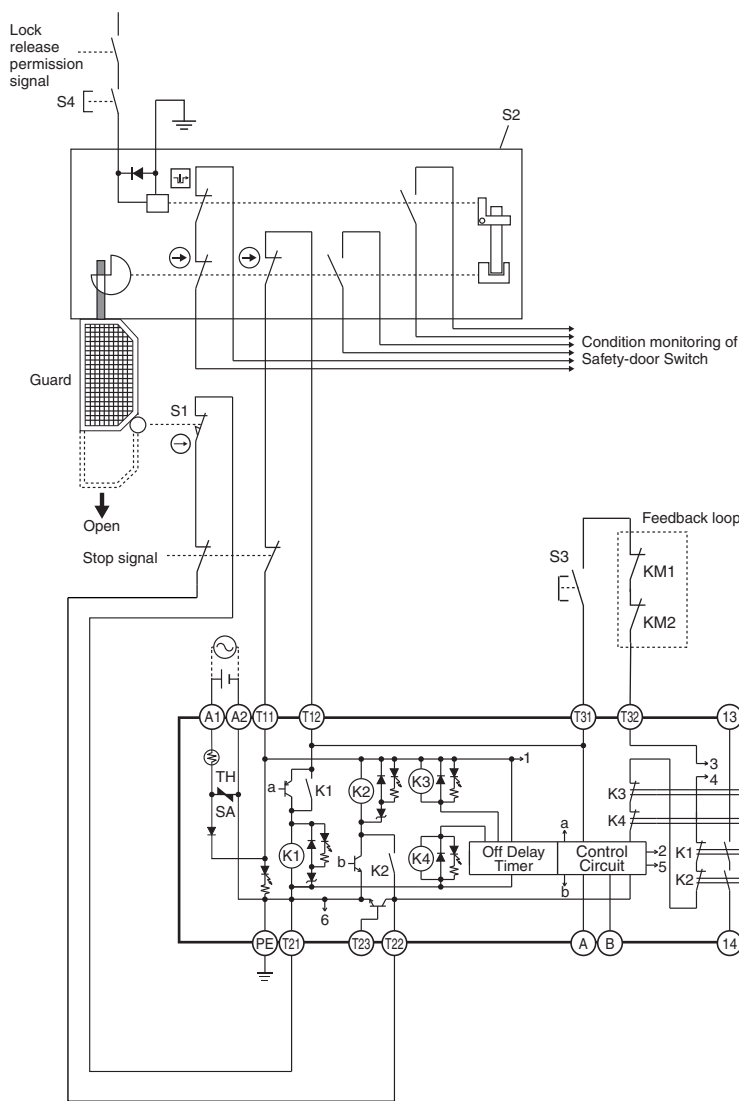 Lock
release
permission
signal
S4
S2
Condition monitoring of
Safety-door Switch
Guard
S1
Open
Stop signal
Feedback loop
S3
KM1
KM2
A1 A2 T11 T12 T31 T32 13
1
3
4
TH
SA
a
K1
K2
K3
K3
K4
K1
b
K2
K4
Off Delay
Timer
a
Control
Circuit
b
2
5
K1
K2
6
PE T21 T23 T22 A B 14